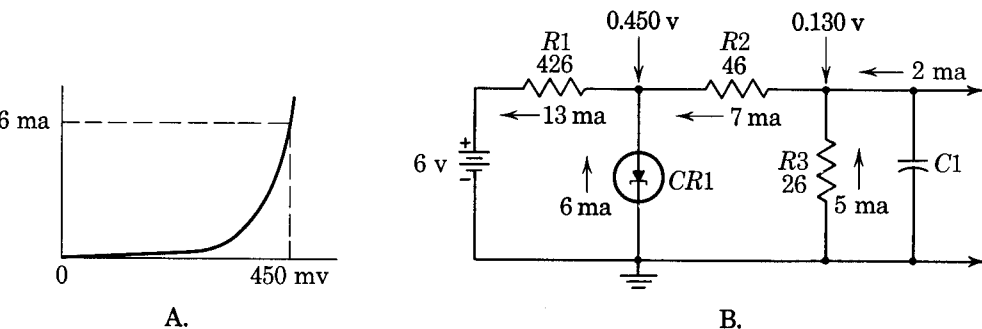 6 ma
0
450 mv
A.
0.450 v
0.130 v
R1
426
R2
46
2 ma
13 ma
7 ma
+
6 v
-
CR1
6 ma
R3
26
5 ma
C1
B.